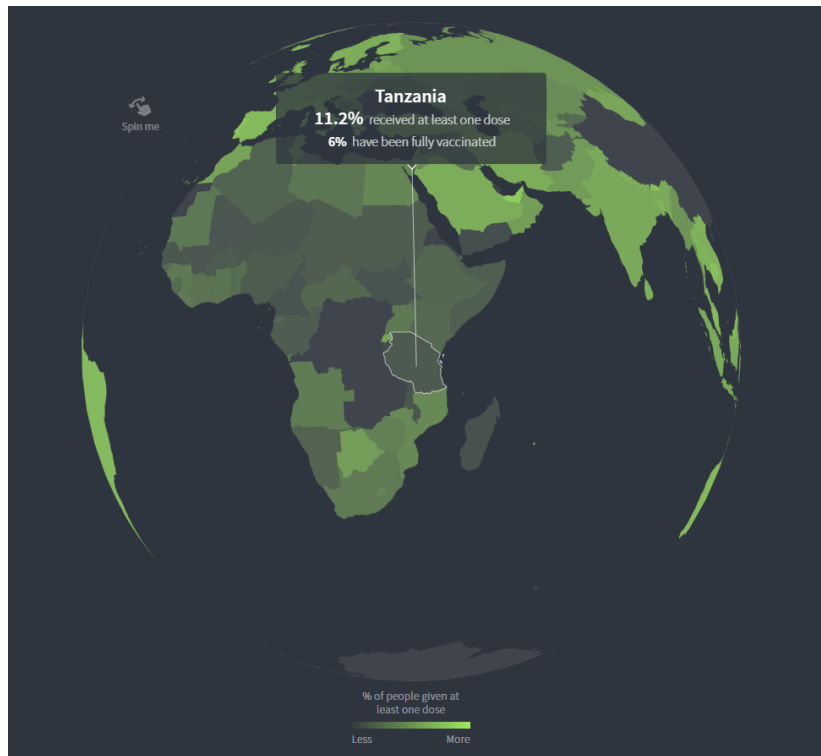 Tanzania
11.2% received at least one dose
6% have been fully vaccinated
Spin me
% of people given at
least one dose
Less More